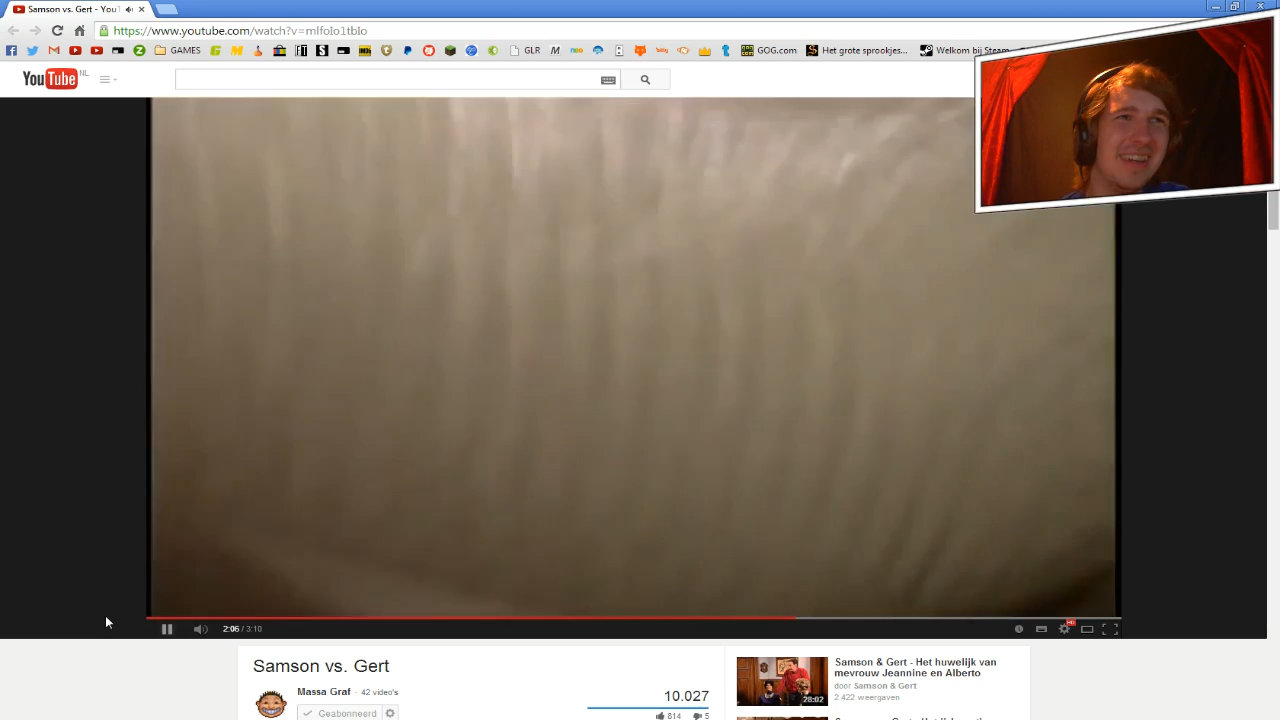 Samson vs. Gert - YouT
https://www.youtube.com/watch?v=mlfolo1tblo
GAMES
GLR
GOG.com
Het grote sprookjes...
Welkom bij Steam
YouTube NL
2:06 / 3:10
HD
Samson vs. Gert
Massa Graf · 42 video's
Geabonneerd
10.027
814 5
Samson & Gert - Het huwelijk van
mevrouw Jeannine en Alberto
door Samson & Gert
2.422 weergaven
28:02